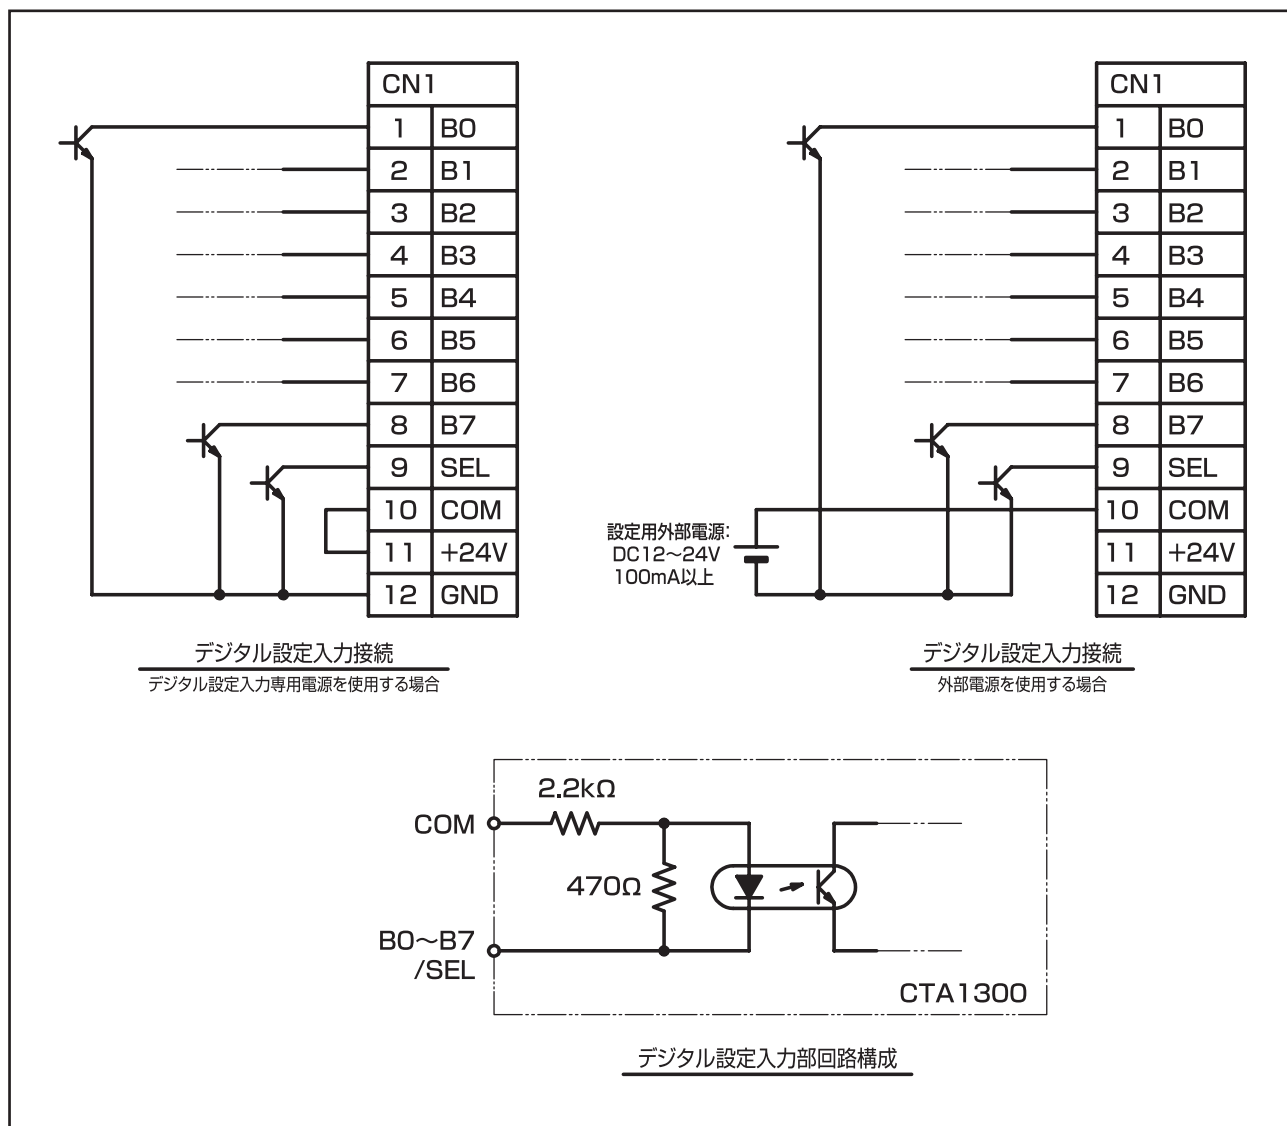 CN1
1 B0
2 B1
3 B2
4 B3
5 B4
6 B5
7 B6
8 B7
9 SEL
10 COM
11 +24V
12 GND
デジタル設定入力接続
デジタル設定入力専用電源を使用する場合
CN1
1 B0
2 B1
3 B2
4 B3
5 B4
6 B5
7 B6
8 B7
9 SEL
10 COM
11 +24V
12 GND
設定用外部電源:
DC12~24V
100mA以上
デジタル設定入力接続
外部電源を使用する場合
2.2kΩ
COM
470Ω
B0~B7
/SEL
CTA1300
デジタル設定入力部回路構成